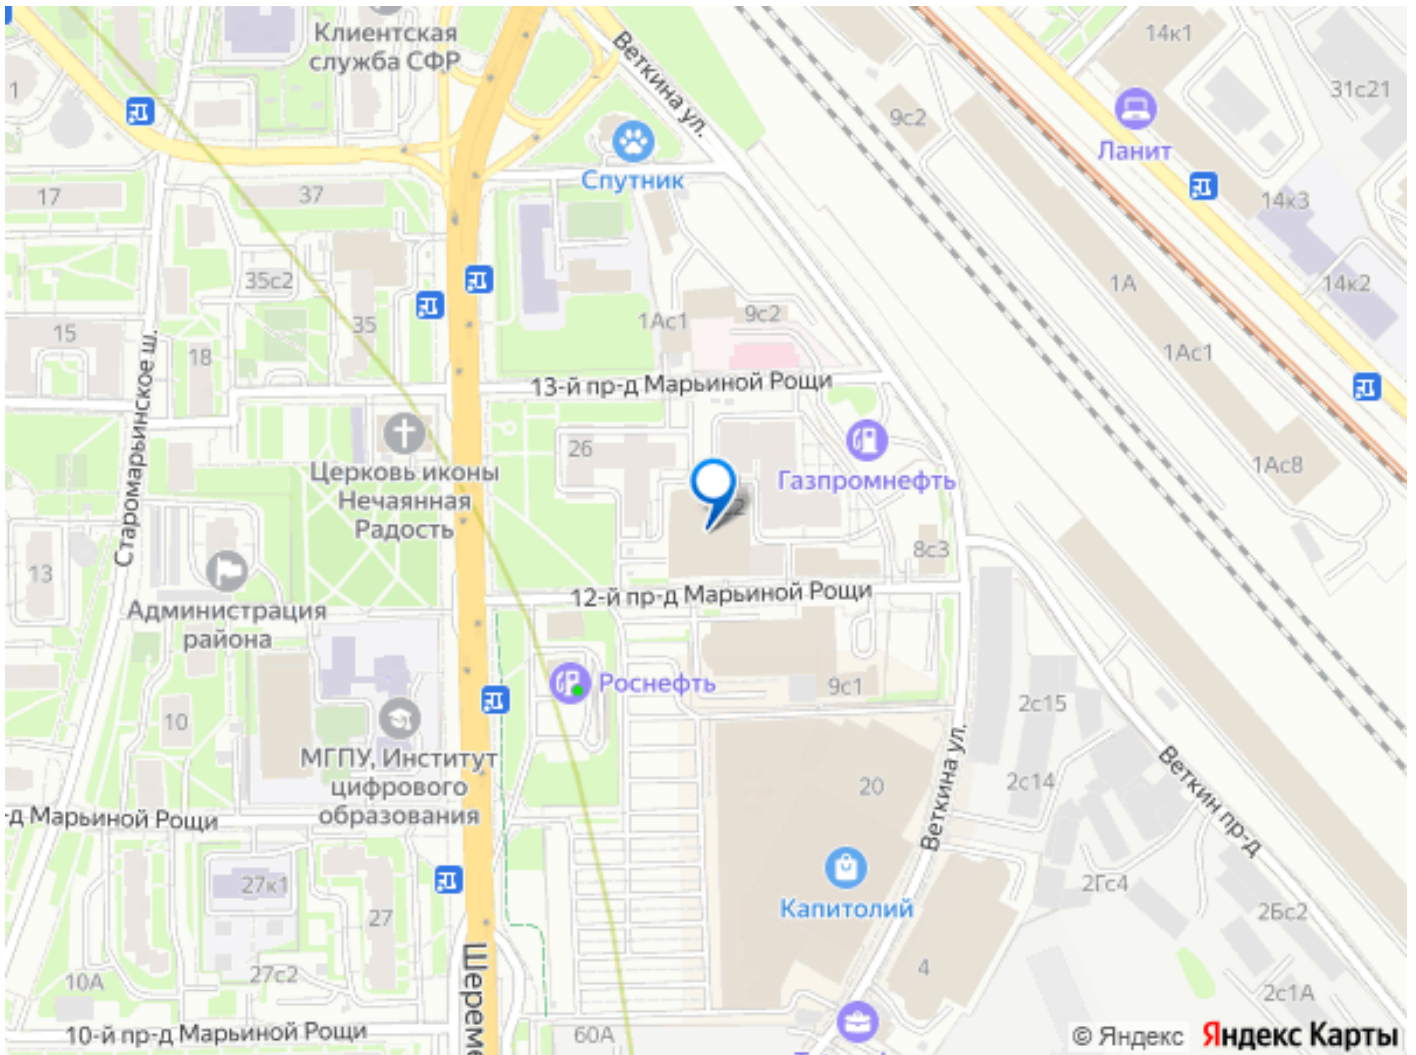 Клиентская
служба СФР
Веткина ул.
14к1
31с21
9с2
1
Ланит
Спутник
17
37
14к3
35с2
1А
14к2
15
18
35
1Ас1
9с2
1Ас1
Старомарьинское ш.
13-й пр-д Марьиной Рощи
26
Церковь иконы
Нечаянная
Радость
Газпромнефть
1Ас8
2
8с3
13
Администрация
района
12-й пр-д Марьиной Рощи
Роснефть
9с1
2с15
10
МГПУ, Институт
цифрового
образования
Веткина ул.
20
2с14
Веткин пр-д
-д Марьиной Рощи
27к1
27
Капитолий
2Гс4
2Бс2
Шереме
10А
27с2
4
2с1А
10-й пр-д Марьиной Рощи
60А
© Яндекс Яндекс Карты